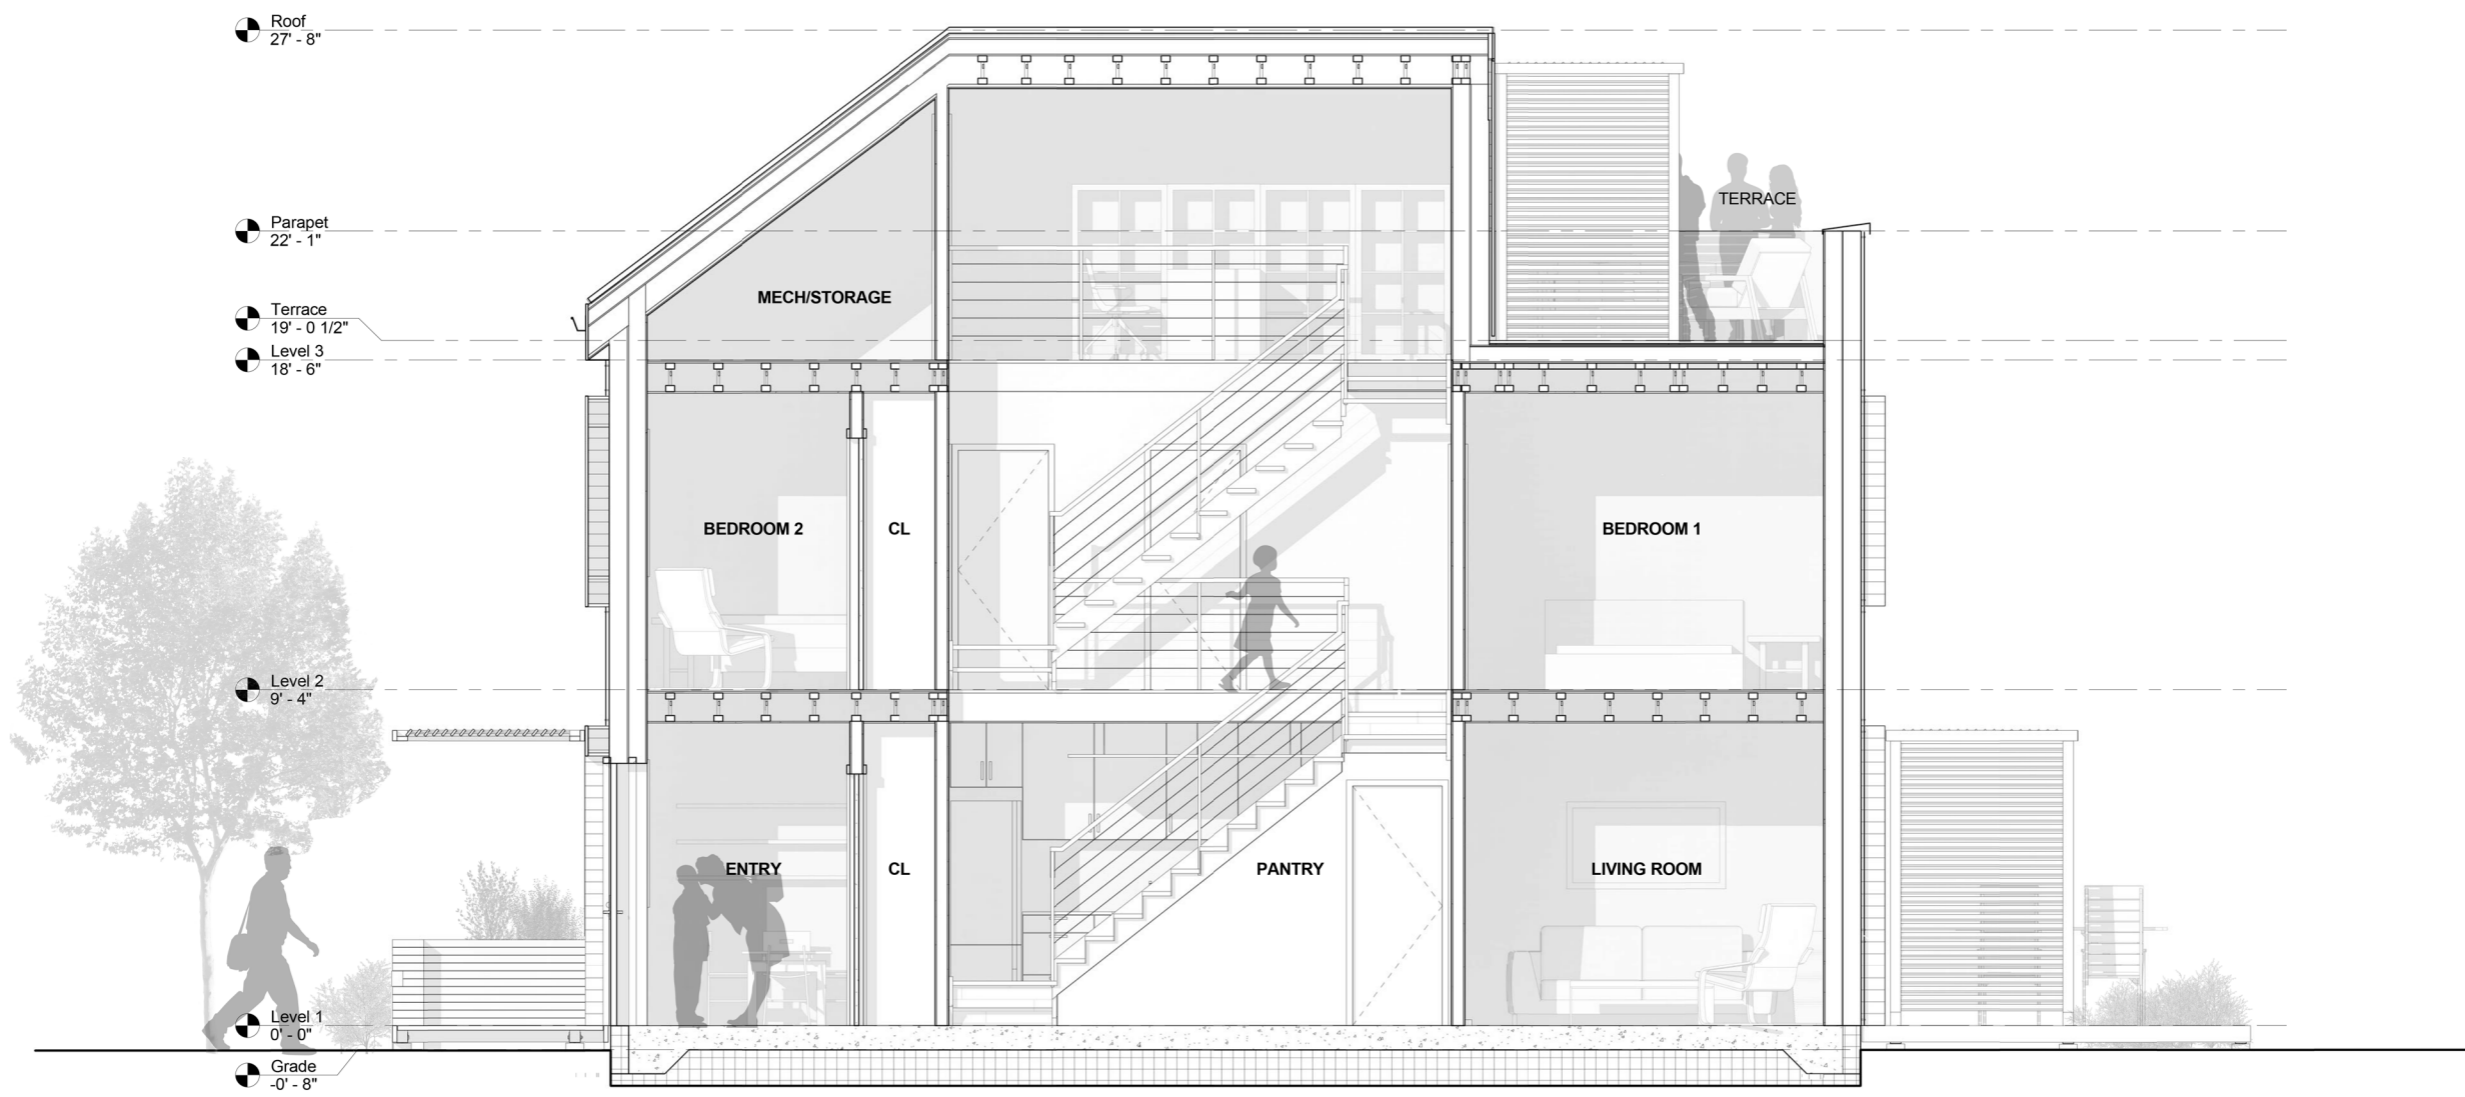 Roof
27' - 8"
TERRACE
Parapet
22' - 1"
MECH/STORAGE
Terrace
19' - 0 1/2"
Level 3
18' - 6"
BEDROOM 2
CL
BEDROOM 1
Level 2
9' - 4"
ENTRY
CL
PANTRY
LIVING ROOM
Level 1
0' - 0"
Grade
-0' - 8"